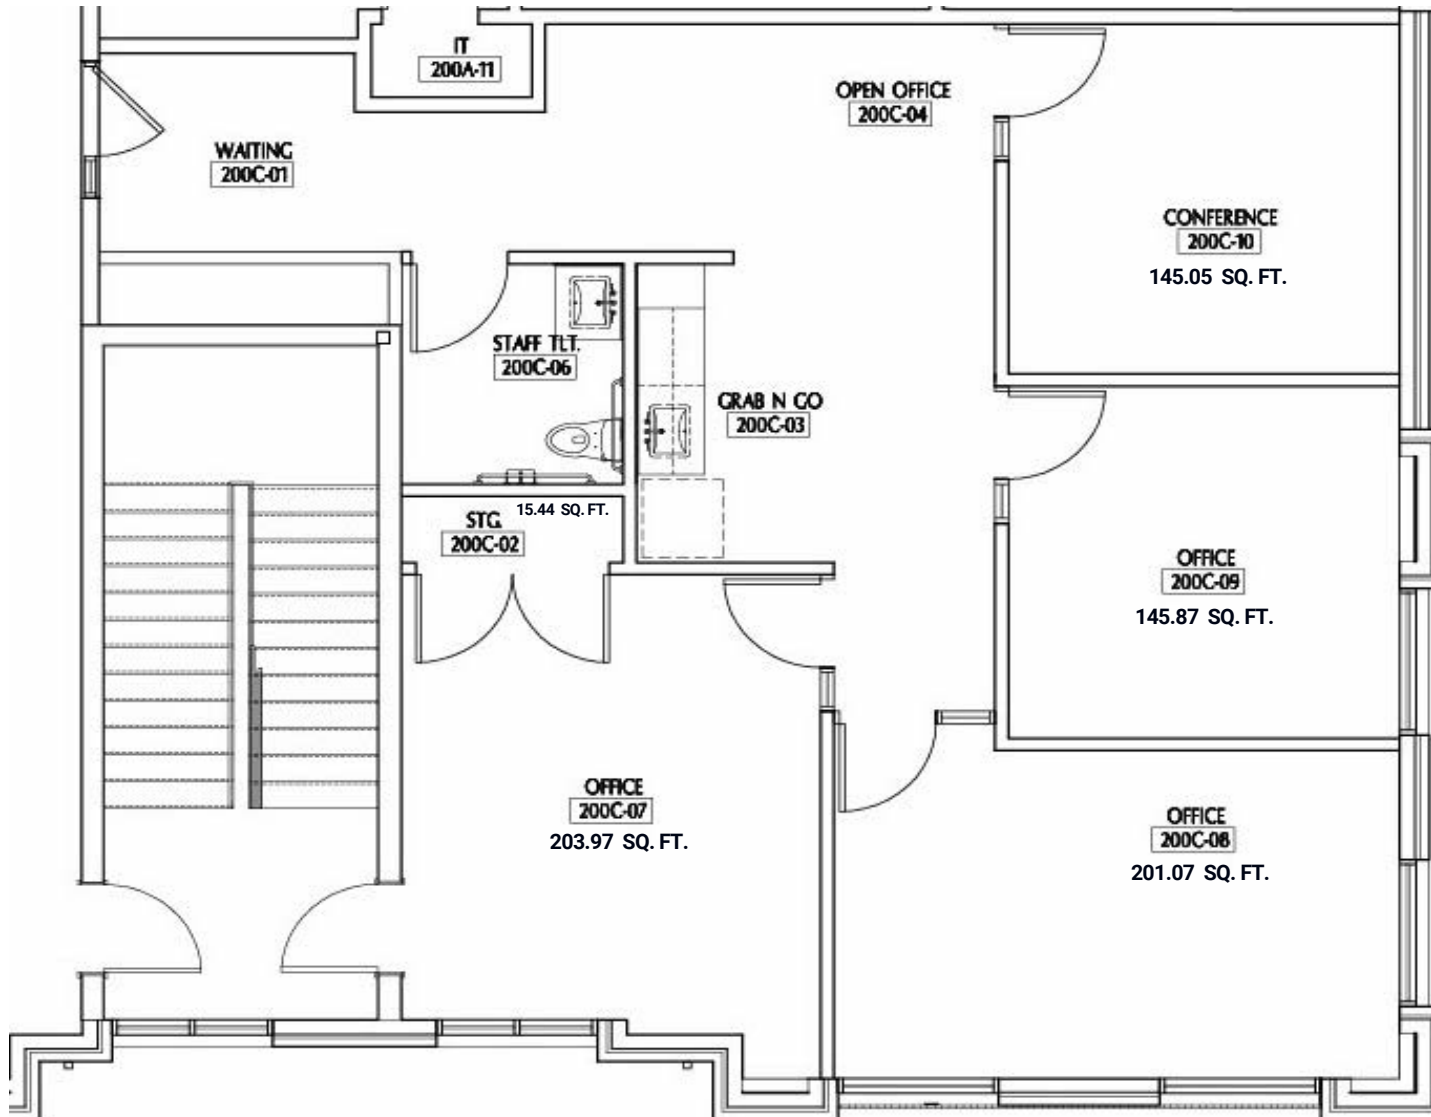 IT
200A-11
OPEN OFFICE
200C-04
WAITING
200C-01
CONFERENCE
200C-10
145.05 SQ. FT.
STAFF TLT.
200C-06
GRAB N GO
200C-03
15.44 SQ. FT.
STG.
200C-02
OFFICE
200C-09
145.87 SQ. FT.
OFFICE
200C-07
203.97 SQ. FT.
OFFICE
200C-08
201.07 SQ. FT.